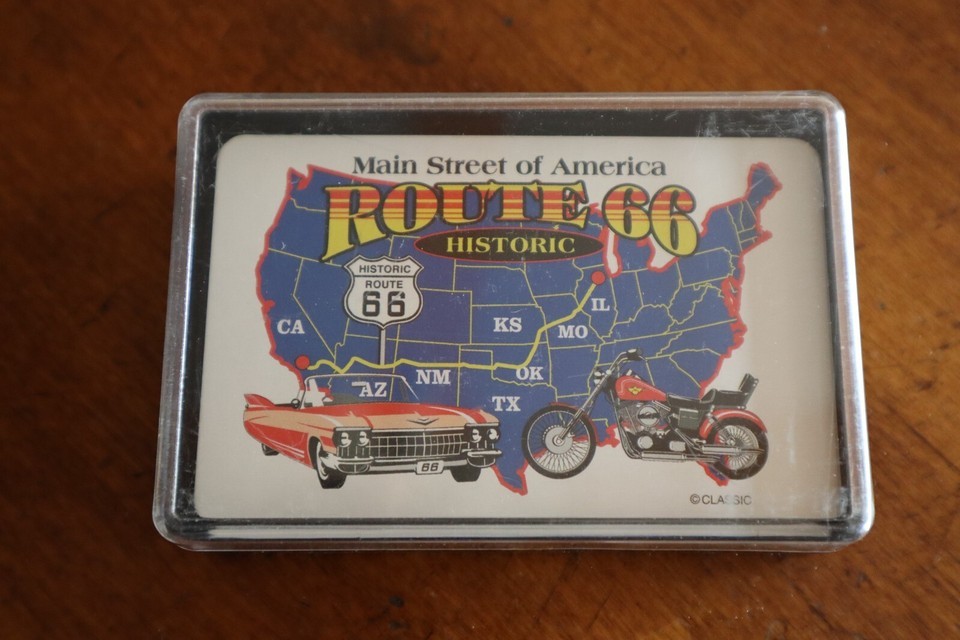 Main Street of America
ROUTE 66
HISTORIC
HISTORIC
ROUTE
66
CA
KS
MO
IL
AZ
NM
OK
TX
66
©CLASSIC